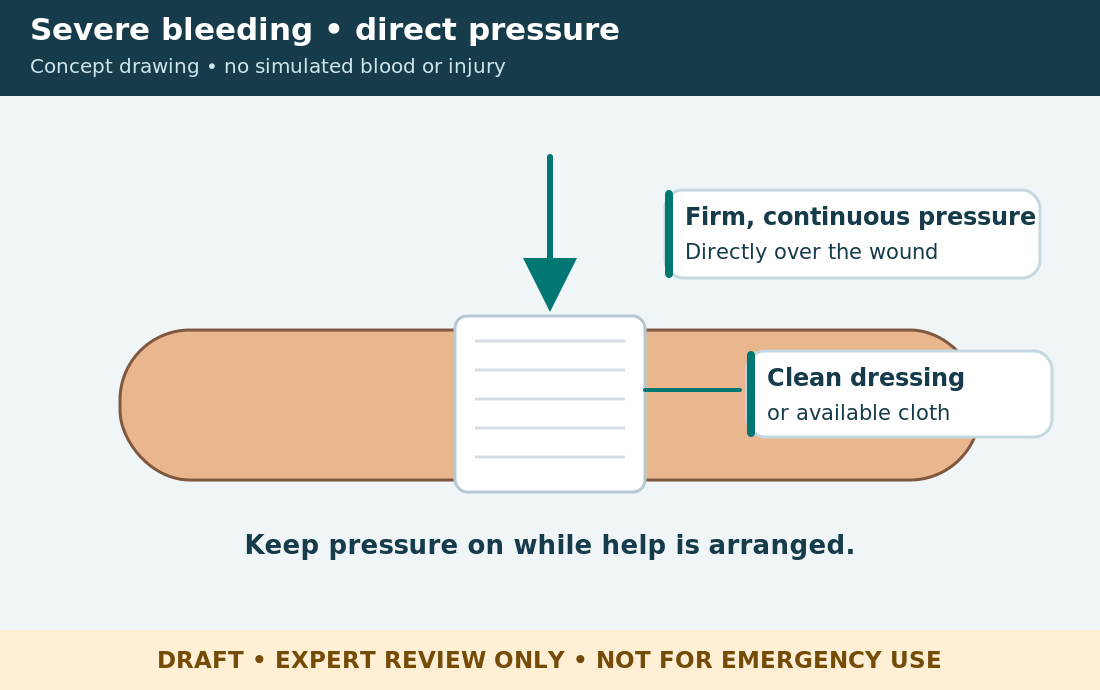 Severe bleeding • direct pressure
Concept drawing • no simulated blood or injury
Firm, continuous pressure
Directly over the wound
Clean dressing
or available cloth
Keep pressure on while help is arranged.
DRAFT • EXPERT REVIEW ONLY • NOT FOR EMERGENCY USE